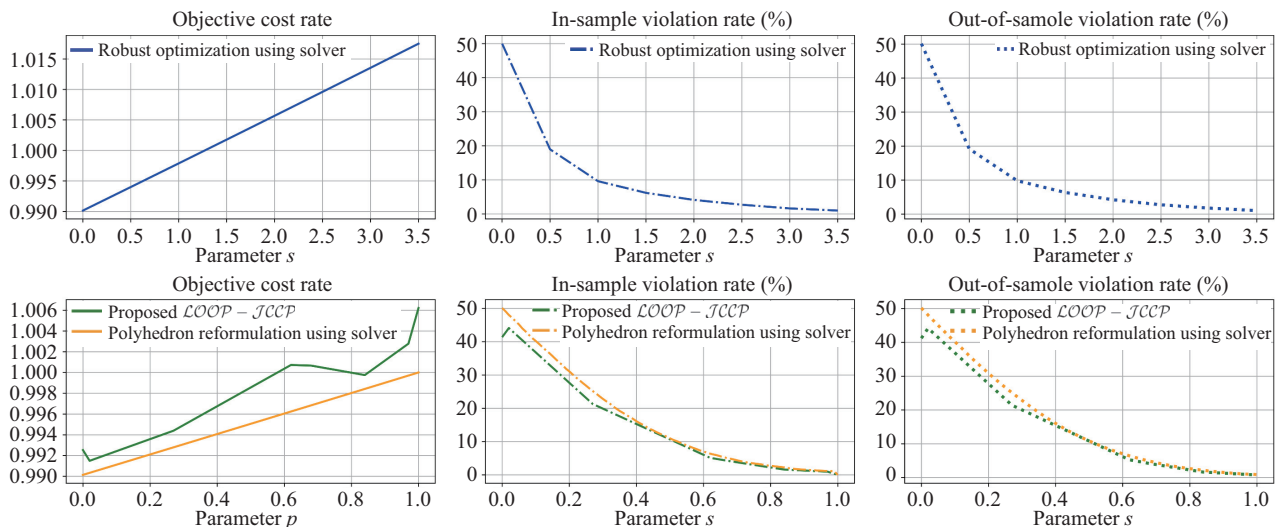 Objective cost rate
Robust optimization using solver
1.015
1.010
1.005
1.000
0.995
0.990
0.0 0.5 1.0 1.5 2.0 2.5 3.0 3.5
Parameter s
In-sample violation rate (%)
Robust optimization using solver
50
40
30
20
10
0
0.0 0.5 1.0 1.5 2.0 2.5 3.0 3.5
Parameter s
Out-of-samole violation rate (%)
Robust optimization using solver
50
40
30
20
10
0
0.0 0.5 1.0 1.5 2.0 2.5 3.0 3.5
Parameter s
Objective cost rate
Proposed LOOP − JCCP
Polyhedron reformulation using solver
1.006
1.004
1.002
1.000
0.998
0.996
0.994
0.992
0.990
0.0 0.2 0.4 0.6 0.8 1.0
Parameter p
In-sample violation rate (%)
Proposed LOOP − JCCP
Polyhedron reformulation using solver
50
40
30
20
10
0
0.0 0.2 0.4 0.6 0.8 1.0
Parameter s
Out-of-samole violation rate (%)
Proposed LOOP − JCCP
Polyhedron reformulation using solver
50
40
30
20
10
0
0.0 0.2 0.4 0.6 0.8 1.0
Parameter s